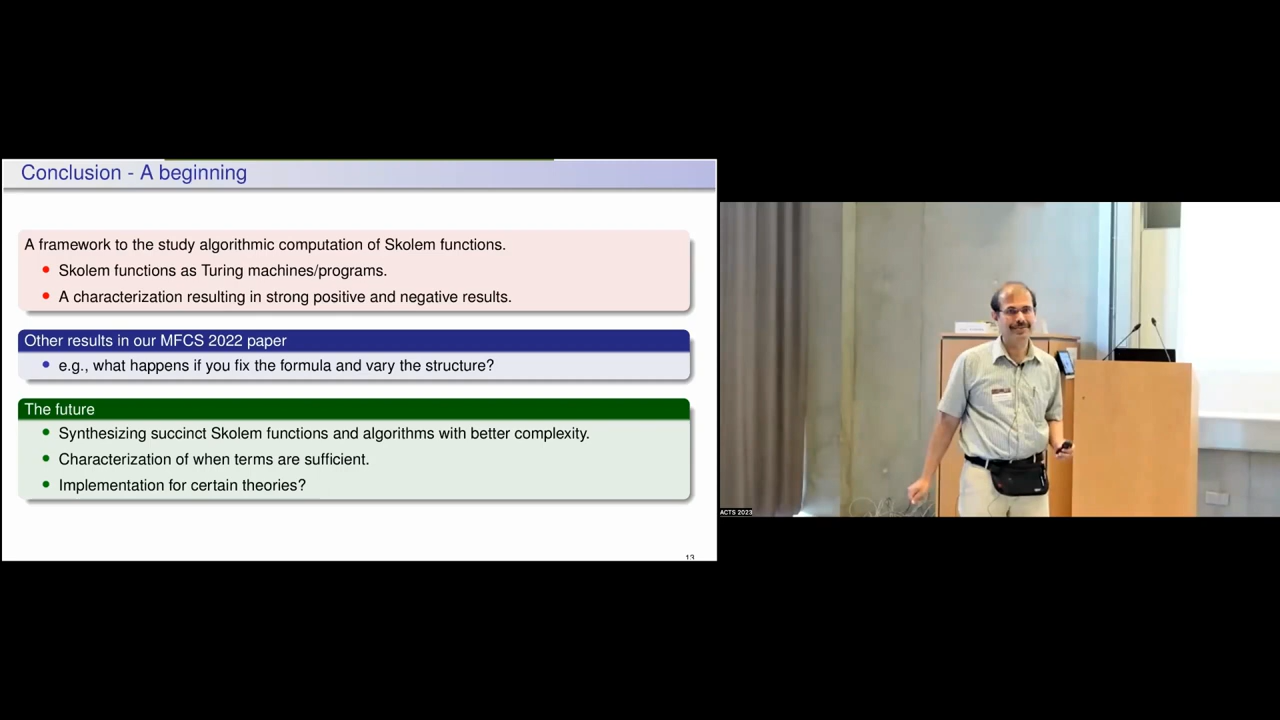 Conclusion - A beginning
A framework to the study algorithmic computation of Skolem functions.
Skolem functions as Turing machines/programs.
A characterization resulting in strong positive and negative results.
Other results in our MFCS 2022 paper
e.g., what happens if you fix the formula and vary the structure?
The future
Synthesizing succinct Skolem functions and algorithms with better complexity.
Characterization of when terms are sufficient.
Implementation for certain theories?
13
ACTS 2023